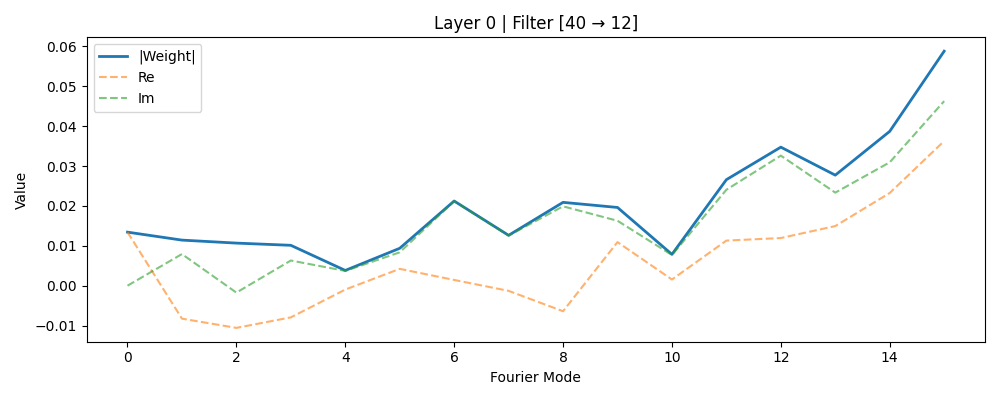 Layer 0 | Filter [40 → 12]
|Weight|
Re
Im
0.06
0.05
0.04
0.03
0.02
0.01
0.00
−0.01
Value
0 2 4 6 8 10 12 14
Fourier Mode